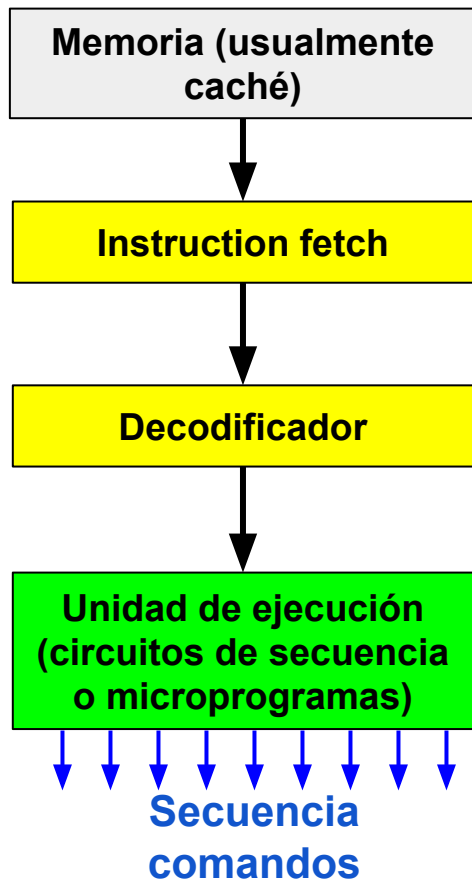 Memoria (usualmente
caché)
Instruction fetch
Decodificador
Unidad de ejecución
(circuitos de secuencia
o microprogramas)
Secuencia
comandos